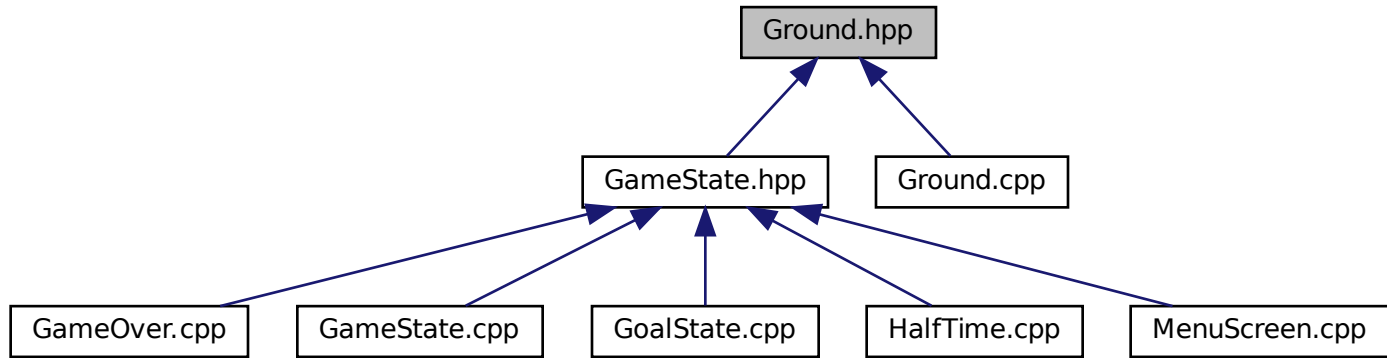 Ground.hpp
GameState.hpp
Ground.cpp
GameOver.cpp
GameState.cpp
GoalState.cpp
HalfTime.cpp
MenuScreen.cpp